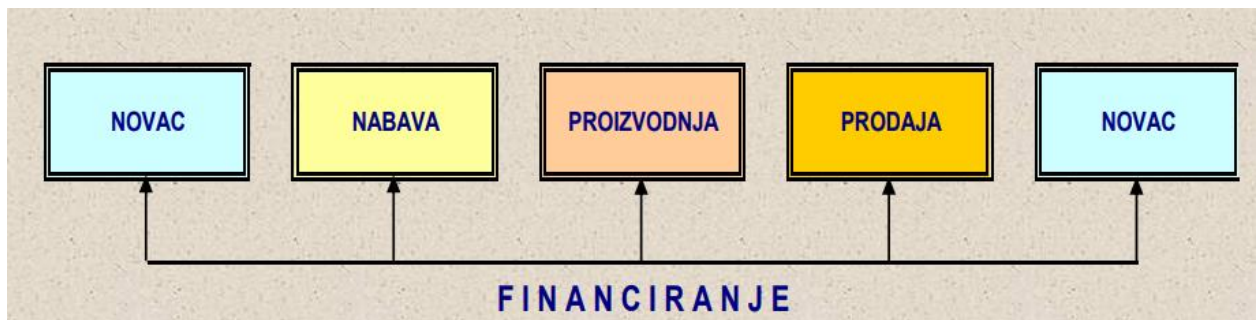 NOVAC NABAVA PROIZVODNJA PRODAJA NOVAC
FINANCIRANJE